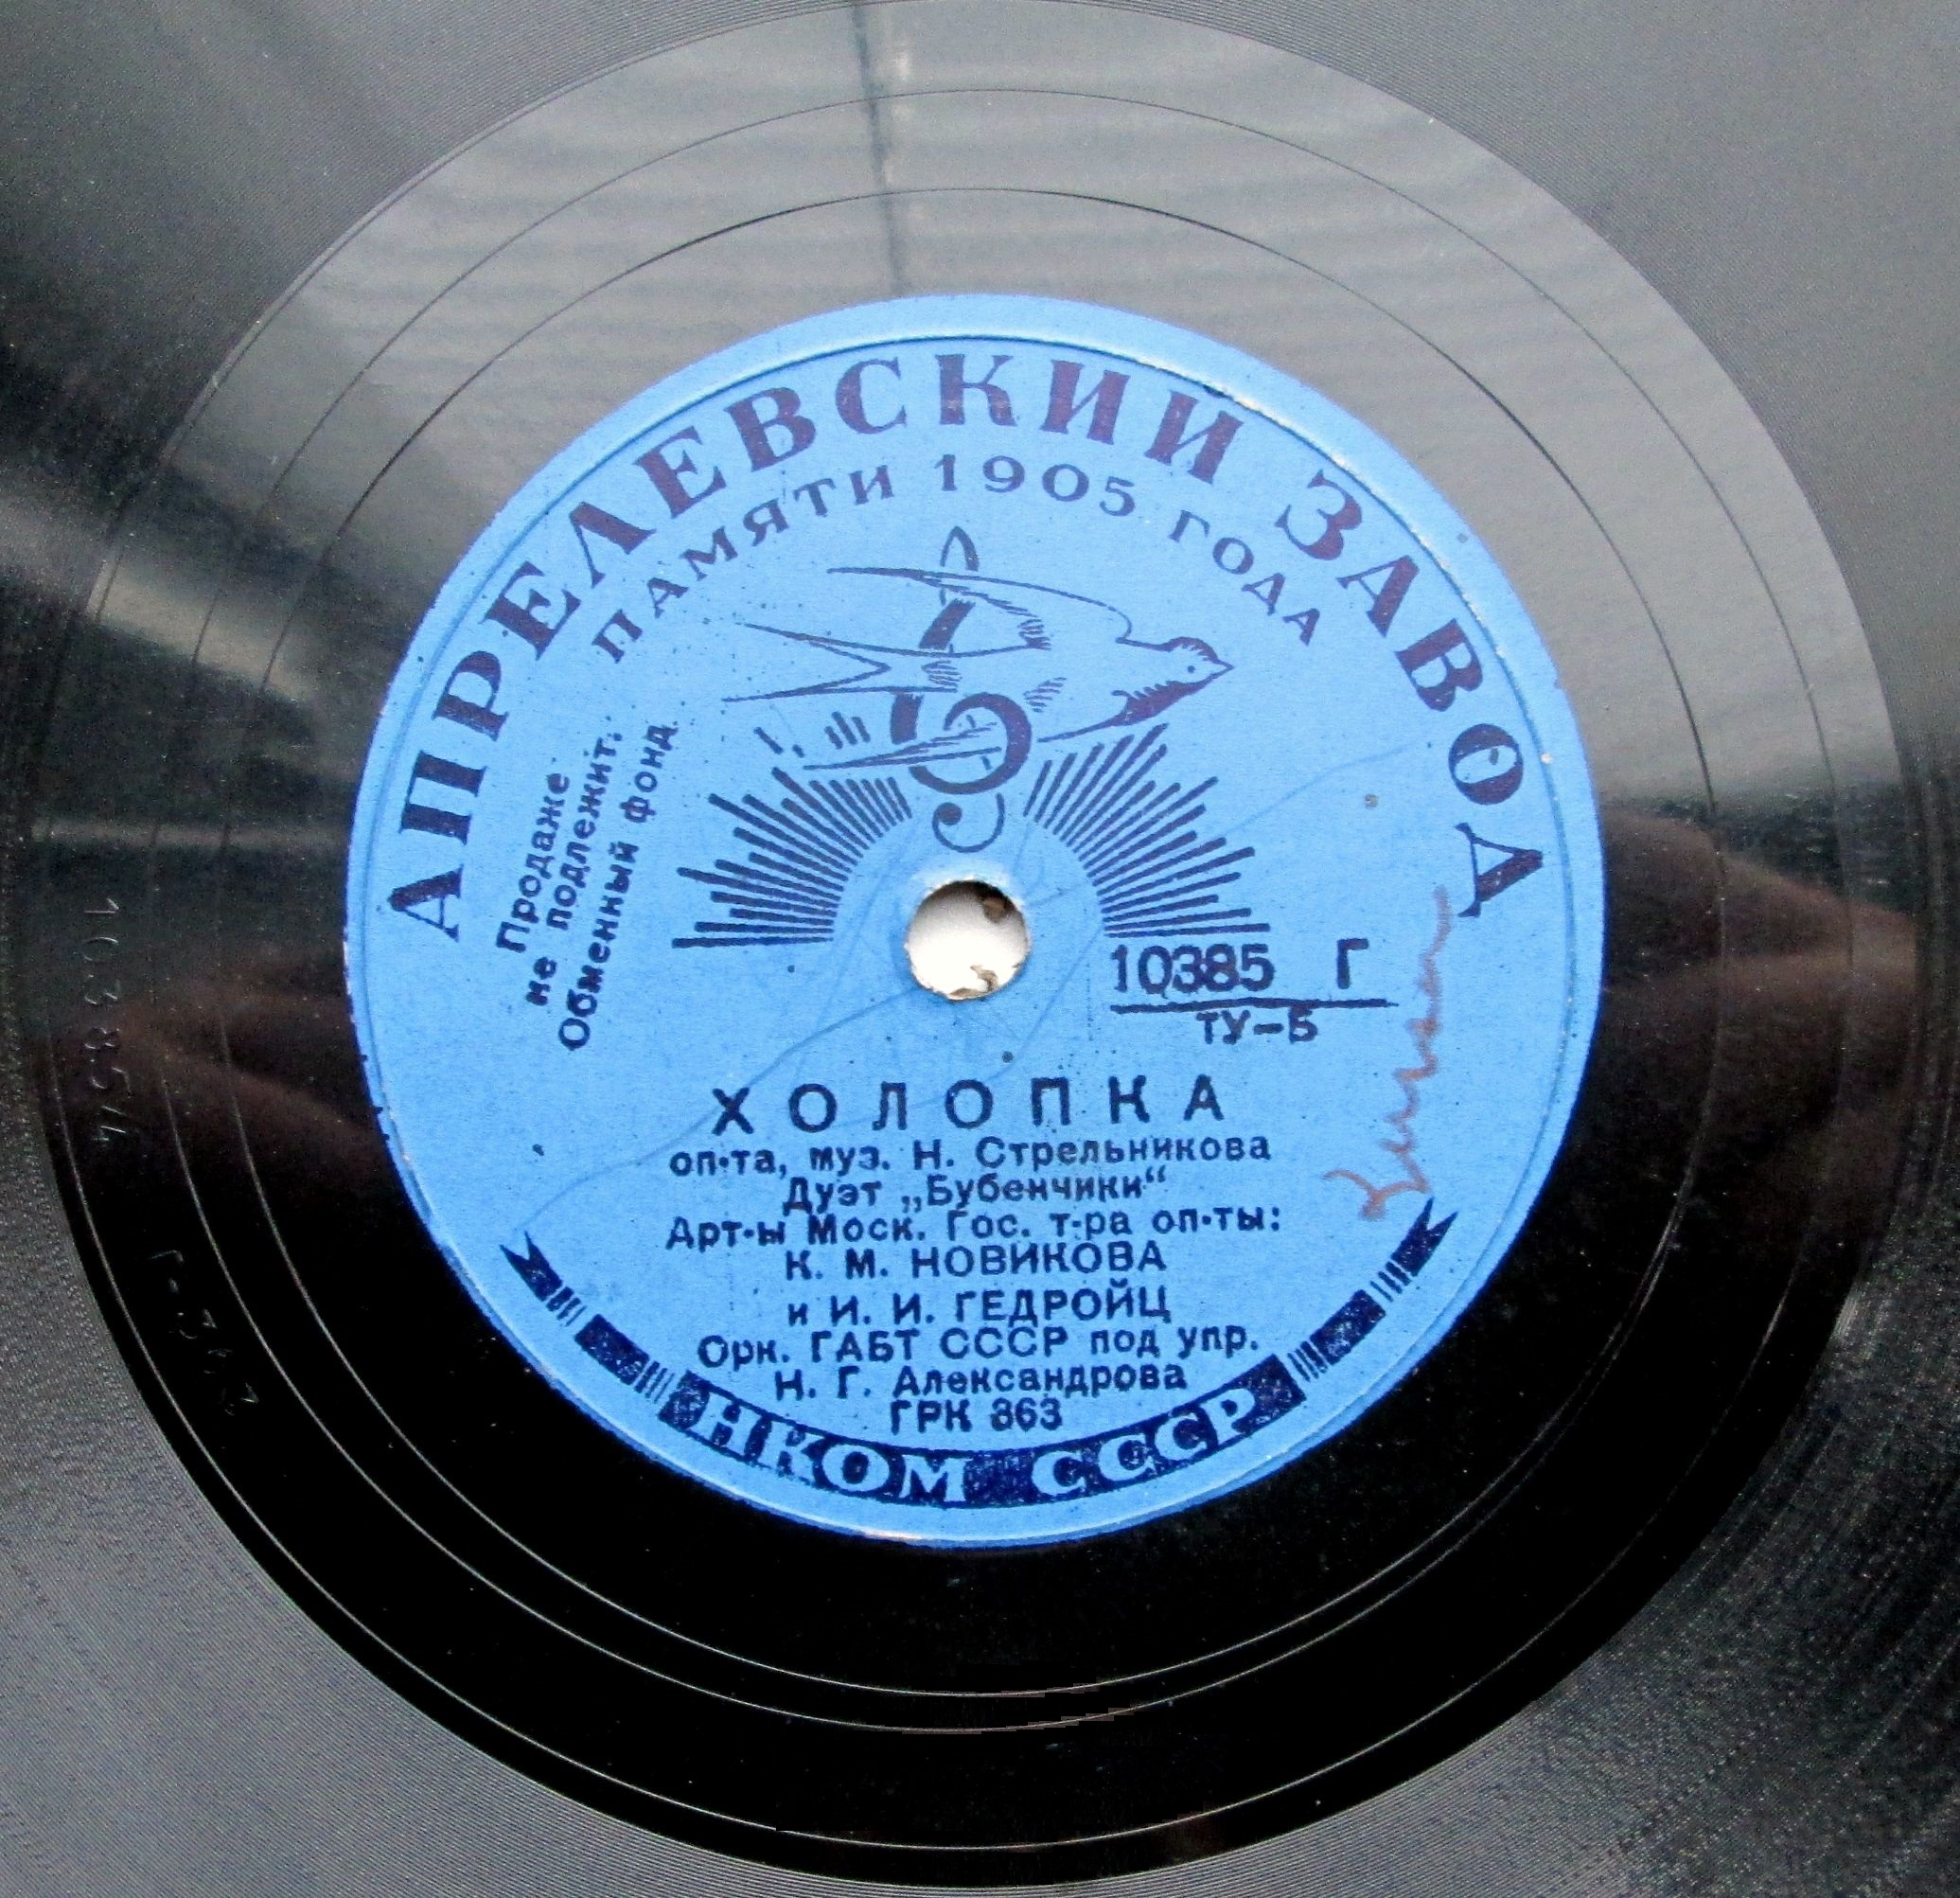 АПРЕЛЕВСКИЙ ЗАВОД
ПАМЯТИ 1905 ГОДА
Продаже
не подлежит.
Обменный фонд.
10385 Г
ТУ-Б
ХОЛОПКА
оп-та, муз. Н. Стрельникова
Дуэт „Бубенчики“
Арт-ы Моск. Гос. т-ра оп-ты:
К. М. НОВИКОВА
и И. И. ГЕДРОЙЦ
Орк. ГАБТ СССР под упр.
Н. Г. Александрова
ГРК 863
НКОМ СССР